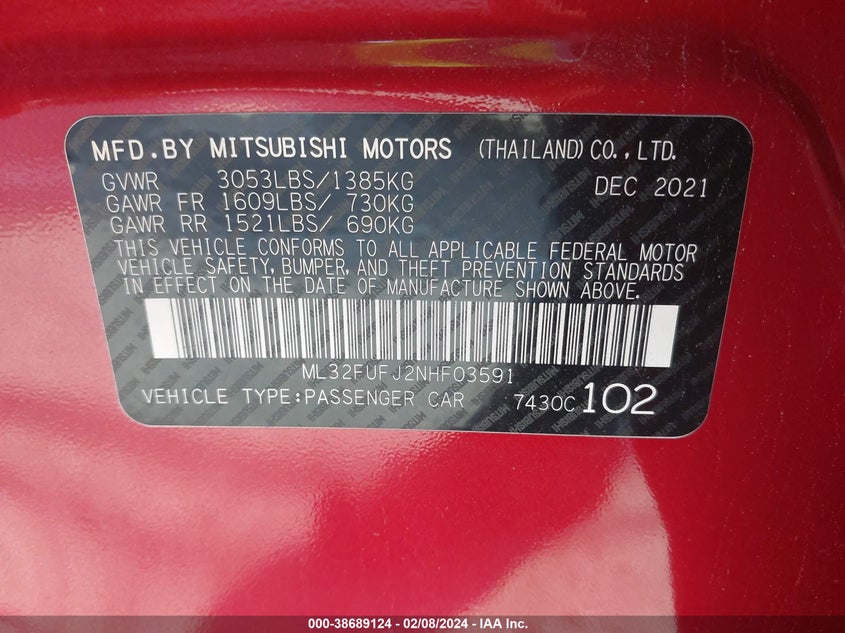 MFD.BY MITSUBISHI MOTORS (THAILAND)CO.,LTD.
GVWR 3053LBS/1385KG DEC 2021
GAWR FR 1609LBS/ 730KG
GAWR RR 1521LBS/ 690KG
THIS VEHICLE CONFORMS TO ALL APPLICABLE FEDERAL MOTOR
VEHICLE SAFETY, BUMPER, AND THEFT PREVENTION STANDARDS
IN EFFECT ON THE DATE OF MANUFACTURE SHOWN ABOVE.
ML32FUFJ2NHF03591
VEHICLE TYPE:PASSENGER CAR 7430C 102
000-38689124 - 02/08/2024 - IAA Inc.